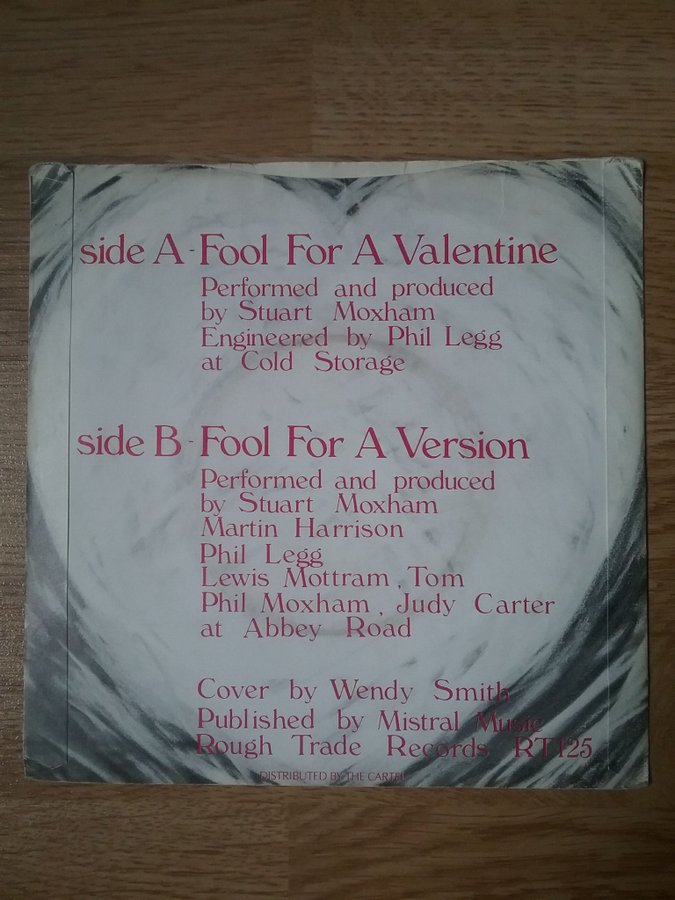 side A - Fool For A Valentine
Performed and produced
by Stuart Moxham
Engineered by Phil Legg
at Cold Storage
side B - Fool For A Version
Performed and produced
by Stuart Moxham
Martin Harrison
Phil Legg
Lewis Mottram, Tom
Phil Moxham, Judy Carter
at Abbey Road
Cover by Wendy Smith
Published by Mistral Music
Rough Trade Records RT125
DISTRIBUTED BY THE CARTEL